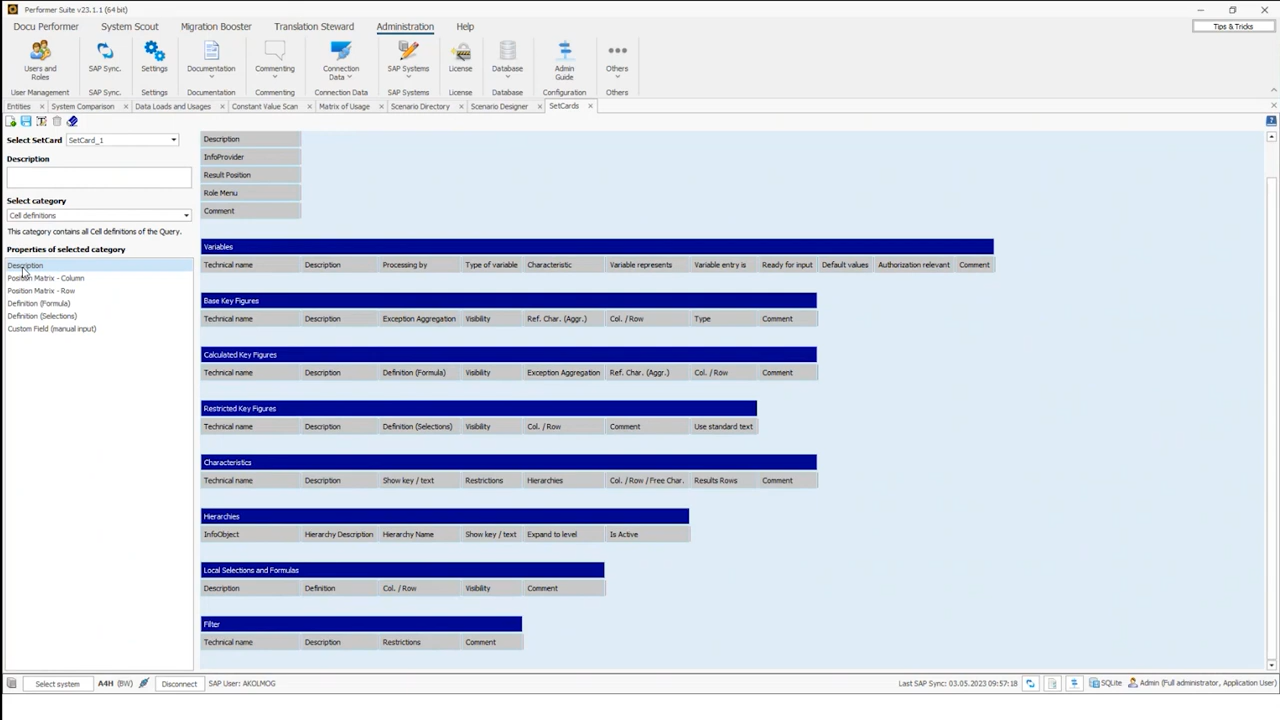 Performer Suite v23.1.1 (64 bit)
Docu Performer System Scout Migration Booster Translation Steward Administration Help Tips & Tricks
Users and Roles SAP Sync. Settings Documentation Commenting Connection Data SAP Systems License Database Admin Guide Others
User Management SAP Sync. Settings Documentation Commenting Connection Data SAP Systems License Database Configuration Others
Entities System Comparison Data Loads and Usages Constant Value Scan Matrix of Usage Scenario Directory Scenario Designer SetCards
Select SetCard SetCard_1
Description
Select category
Cell definitions
This category contains all Cell definitions of the Query.
Properties of selected category
Description
Position Matrix - Column
Position Matrix - Row
Definition (Formula)
Definition (Selections)
Custom Field (manual input)
Description
InfoProvider
Result Position
Role Menu
Comment
Variables
Technical name Description Processing by Type of variable Characteristic Variable represents Variable entry is Ready for input Default values Authorization relevant Comment
Base Key Figures
Technical name Description Exception Aggregation Visibility Ref. Char. (Aggr.) Col. / Row Type Comment
Calculated Key Figures
Technical name Description Definition (Formula) Visibility Exception Aggregation Ref. Char. (Aggr.) Col. / Row Comment
Restricted Key Figures
Technical name Description Definition (Selections) Visibility Col. / Row Comment Use standard text
Characteristics
Technical name Description Show key / text Restrictions Hierarchies Col. / Row / Free Char. Results Rows Comment
Hierarchies
InfoObject Hierarchy Description Hierarchy Name Show key / text Expand to level Is Active
Local Selections and Formulas
Description Definition Col. / Row Visibility Comment
Filter
Technical name Description Restrictions Comment
Select system A4H (BW) Disconnect SAP User: AKOLMOG Last SAP Sync: 03.05.2023 09:57:18 SQLite Admin (Full administrator, Application User)